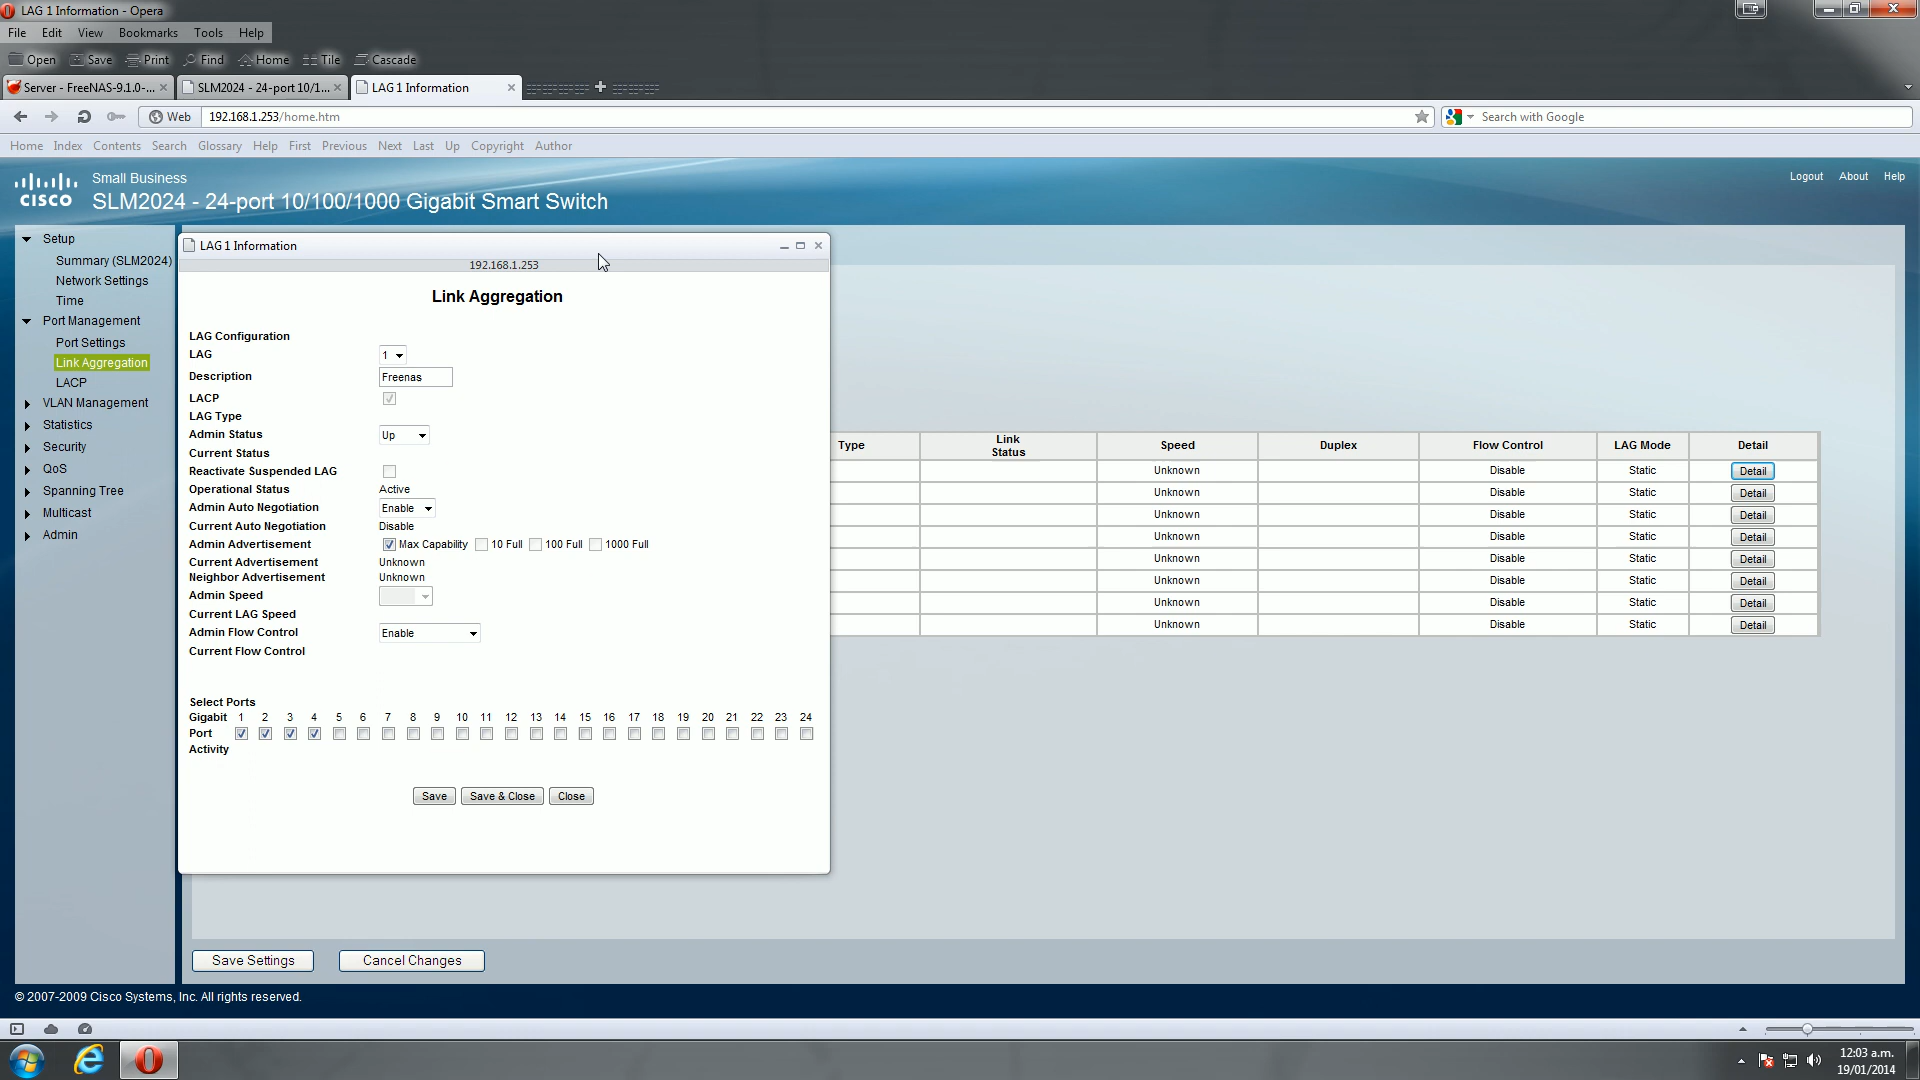 LAG 1 Information - Opera
File Edit View Bookmarks Tools Help
Open Save Print Find Home Tile Cascade
Server - FreeNAS-9.1.0-... SLM2024 - 24-port 10/1... LAG 1 Information
Web 192.168.1.253/home.htm Search with Google
Home Index Contents Search Glossary Help First Previous Next Last Up Copyright Author
Small Business
CISCO SLM2024 - 24-port 10/100/1000 Gigabit Smart Switch
Logout About Help
Setup
Summary (SLM2024)
Network Settings
Time
Port Management
Port Settings
Link Aggregation
LACP
VLAN Management
Statistics
Security
QoS
Spanning Tree
Multicast
Admin
LAG 1 Information
192.168.1.253
Link Aggregation
LAG Configuration
LAG 1
Description Freenas
LACP
LAG Type
Admin Status Up
Current Status
Reactivate Suspended LAG
Operational Status Active
Admin Auto Negotiation Enable
Current Auto Negotiation Disable
Admin Advertisement Max Capability 10 Full 100 Full 1000 Full
Current Advertisement Unknown
Neighbor Advertisement Unknown
Admin Speed
Current LAG Speed
Admin Flow Control Enable
Current Flow Control
Select Ports
Gigabit 1 2 3 4 5 6 7 8 9 10 11 12 13 14 15 16 17 18 19 20 21 22 23 24
Port
Activity
Save Save & Close Close
Type Link Status Speed Duplex Flow Control LAG Mode Detail
Unknown Disable Static Detail
Unknown Disable Static Detail
Unknown Disable Static Detail
Unknown Disable Static Detail
Unknown Disable Static Detail
Unknown Disable Static Detail
Unknown Disable Static Detail
Unknown Disable Static Detail
Save Settings Cancel Changes
© 2007-2009 Cisco Systems, Inc. All rights reserved.
12:03 a.m.
19/01/2014